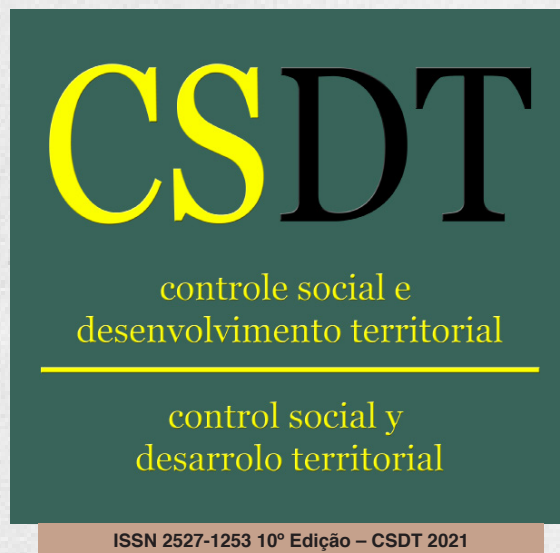 CSDT
controle social e
desenvolvimento territorial
control social y
desarrolo territorial
ISSN 2527-1253 10º Edição – CSDT 2021